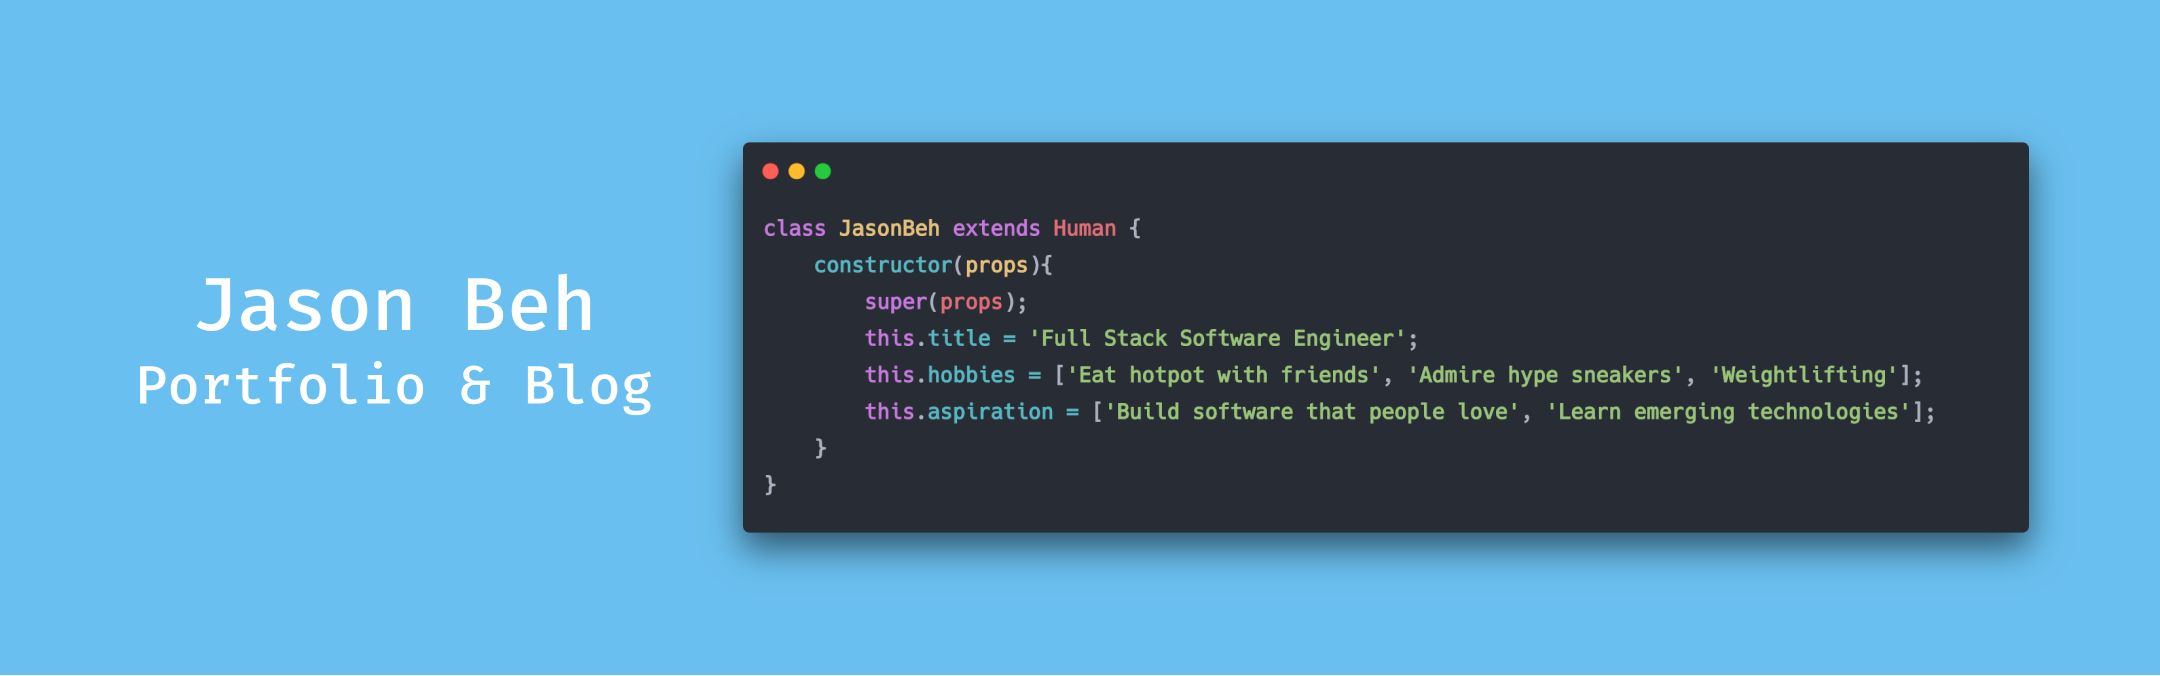 Jason Beh
Portfolio & Blog
class JasonBeh extends Human {
    constructor(props){
        super(props);
        this.title = 'Full Stack Software Engineer';
        this.hobbies = ['Eat hotpot with friends', 'Admire hype sneakers', 'Weightlifting'];
        this.aspiration = ['Build software that people love', 'Learn emerging technologies'];
    }
}